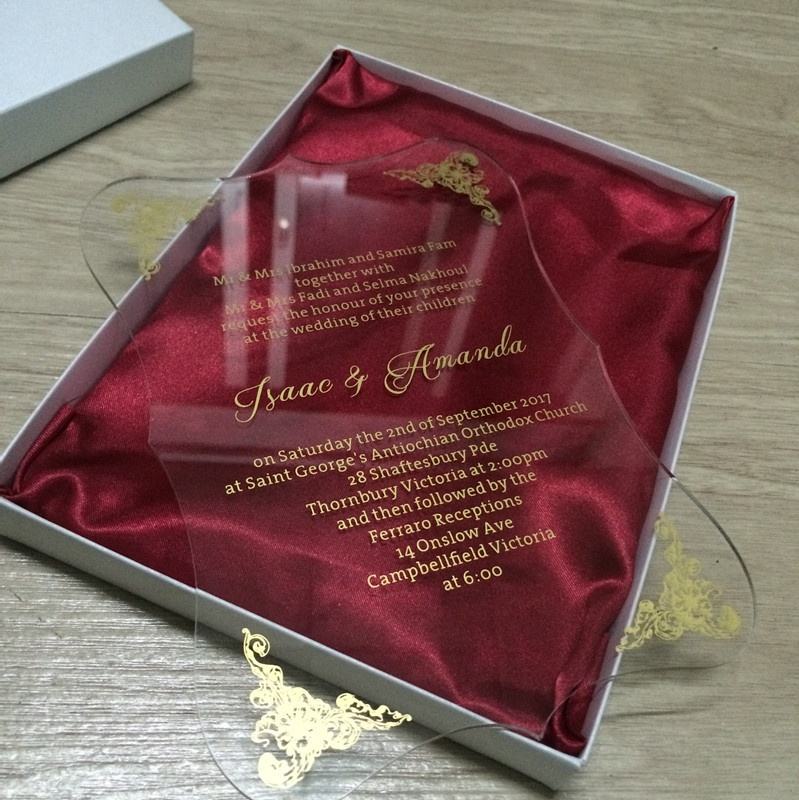 Mr & Mrs Ibrahim and Samira Fam
together with
Mr & Mrs Fadi and Selma Nakhoul
request the honour of your presence
at the wedding of their children
Isaac & Amanda
on Saturday the 2nd of September 2017
at Saint George's Antiochian Orthodox Church
28 Shaftesbury Pde
Thornbury Victoria at 2:00pm
and then followed by the
Ferraro Receptions
14 Onslow Ave
Campbellfield Victoria
at 6:00